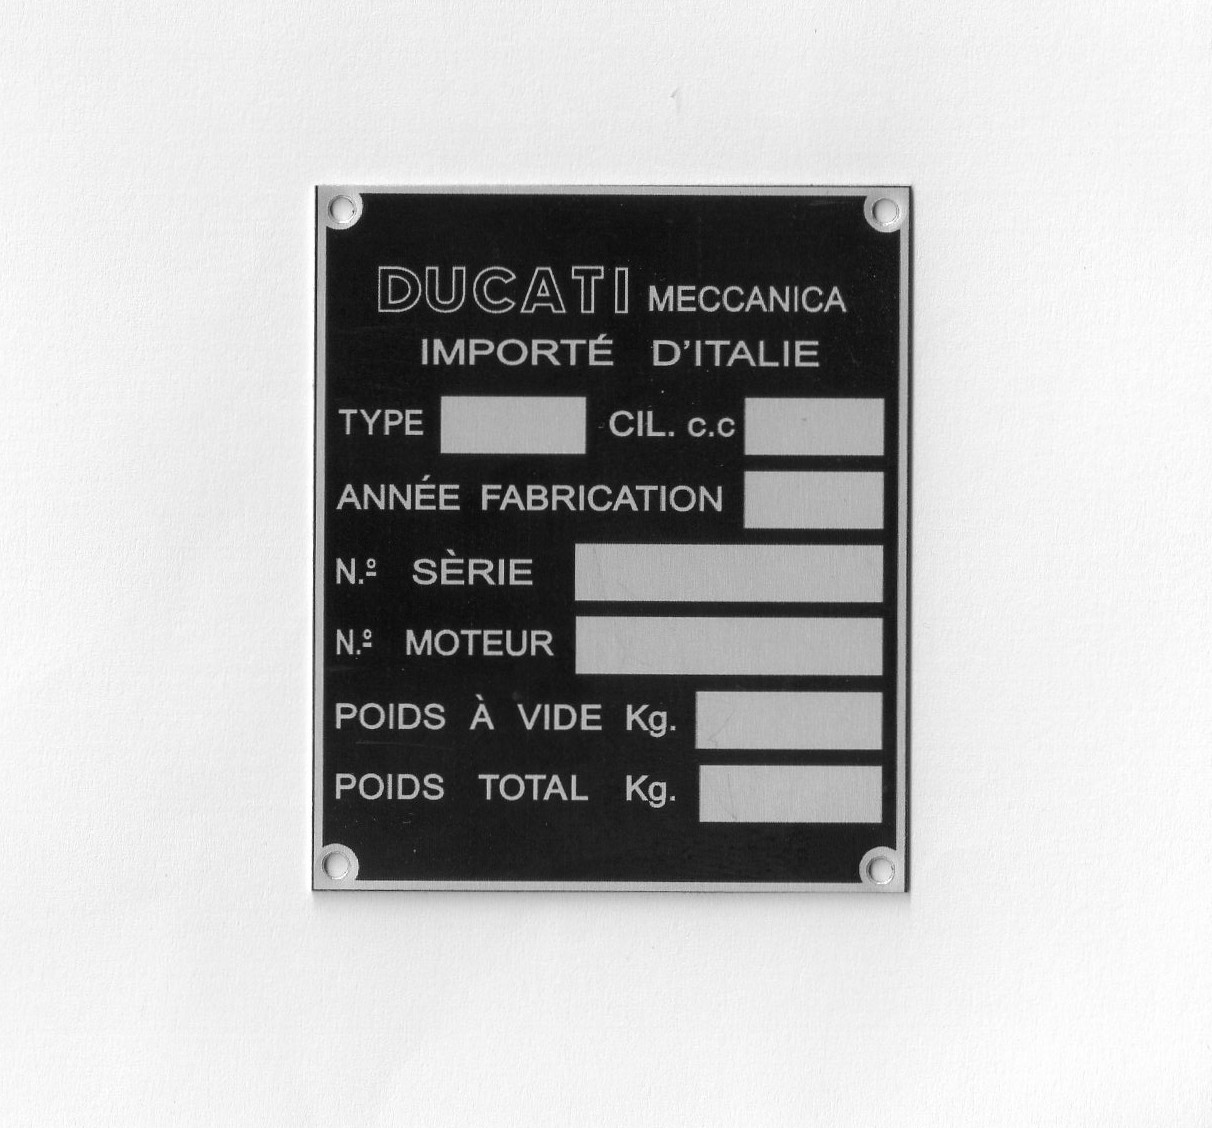 DUCATI MECCANICA
IMPORTÉ D'ITALIE
TYPE CIL. c.c
ANNÉE FABRICATION
N.º SÈRIE
N.º MOTEUR
POIDS À VIDE Kg.
POIDS TOTAL Kg.